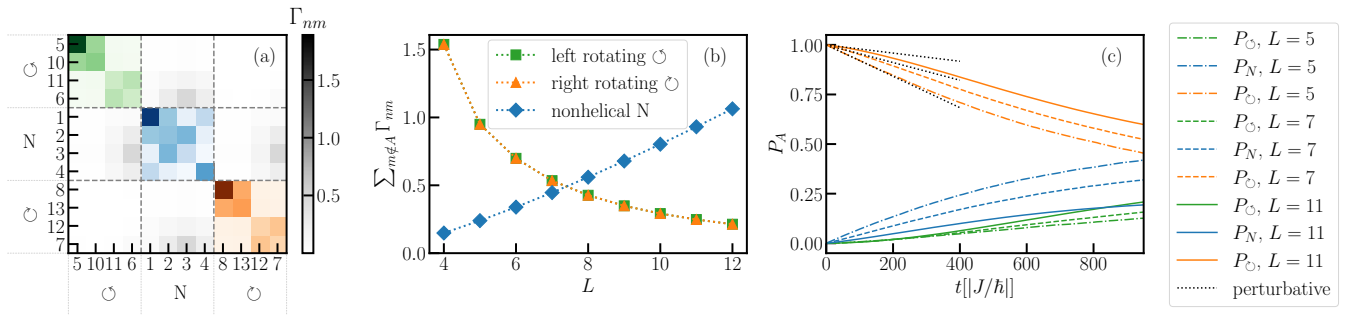 Γnm
(a)
5
10
11
6
1
2
3
4
8
13
12
7
↺
N
↻
5 10 11 6 1 2 3 4 8 13 12 7
↺ N ↻
1.5
1.0
0.5
(b)
∑m∉A Γnm
1.5
1.0
0.5
0.0
4 6 8 10 12
L
left rotating ↺
right rotating ↻
nonhelical N
(c)
PA
1.00
0.75
0.50
0.25
0.00
0 200 400 600 800
t[|J/ℏ|]
P↺, L = 5
PN, L = 5
P↻, L = 5
P↺, L = 7
PN, L = 7
P↻, L = 7
P↺, L = 11
PN, L = 11
P↻, L = 11
perturbative